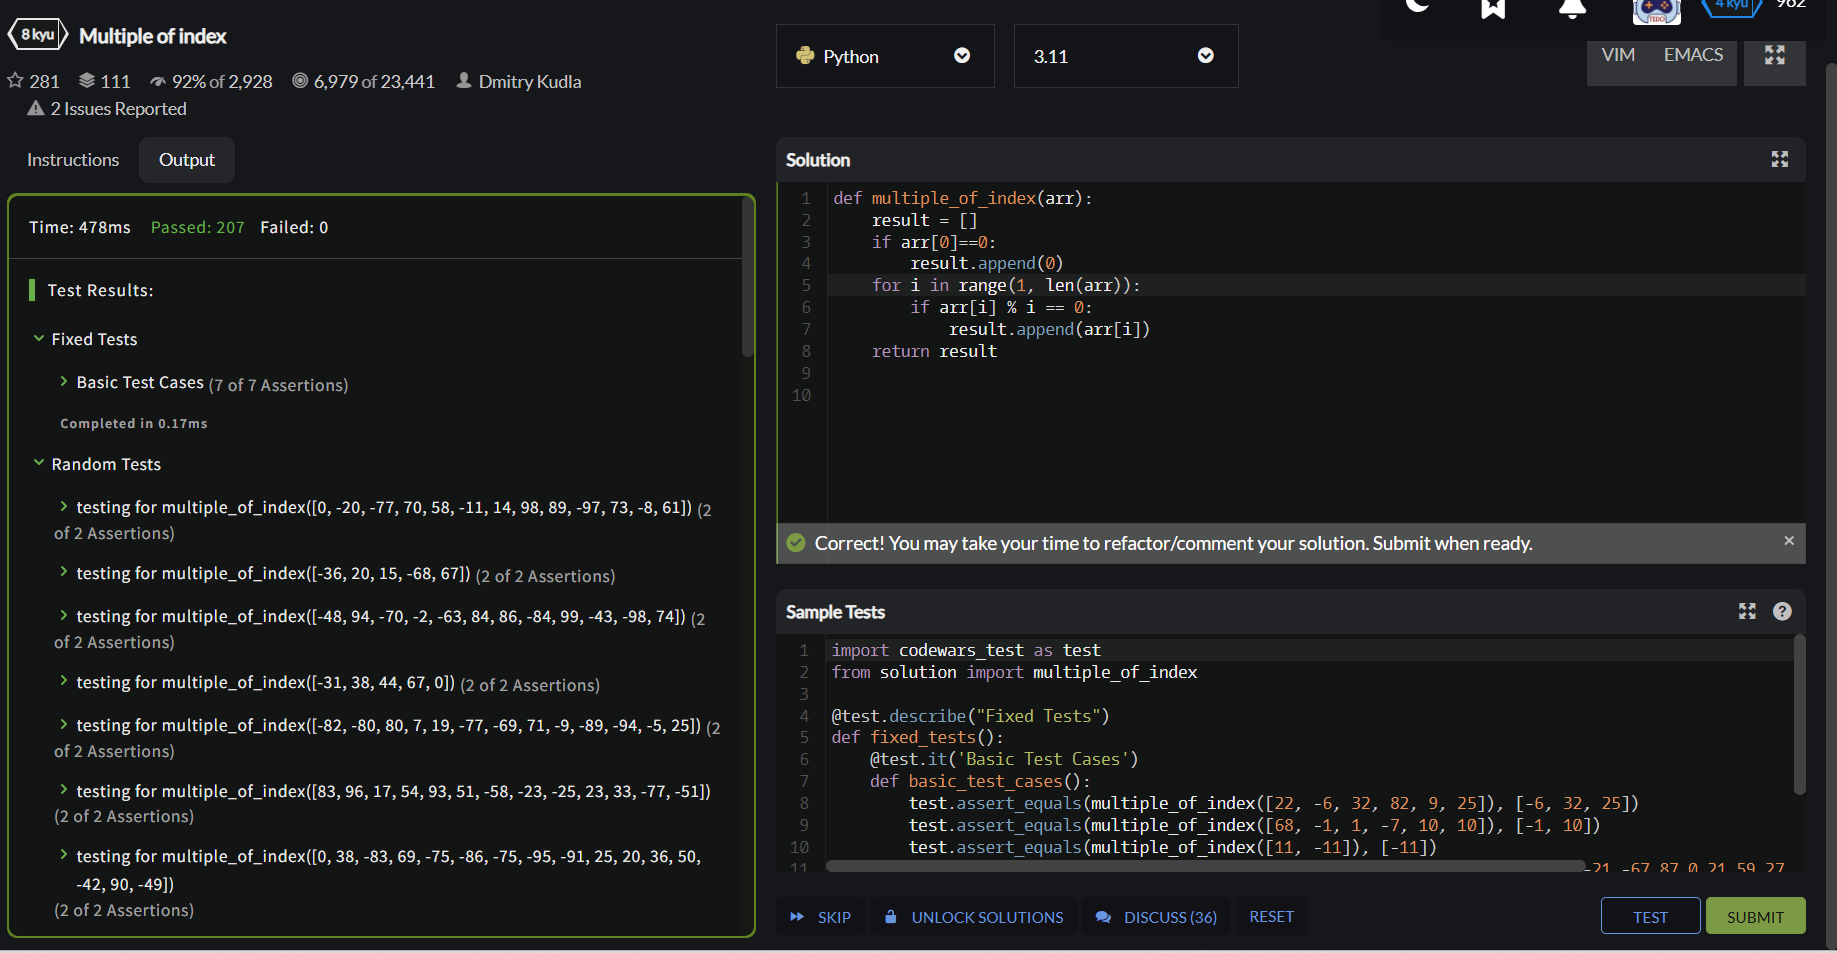 8 kyu
Multiple of index
281 111 92% of 2,928 6,979 of 23,441 Dmitry Kudla
2 Issues Reported
Instructions Output
Time: 478ms Passed: 207 Failed: 0
Test Results:
Fixed Tests
Basic Test Cases (7 of 7 Assertions)
Completed in 0.17ms
Random Tests
testing for multiple_of_index([0, -20, -77, 70, 58, -11, 14, 98, 89, -97, 73, -8, 61]) (2
of 2 Assertions)
testing for multiple_of_index([-36, 20, 15, -68, 67]) (2 of 2 Assertions)
testing for multiple_of_index([-48, 94, -70, -2, -63, 84, 86, -84, 99, -43, -98, 74]) (2
of 2 Assertions)
testing for multiple_of_index([-31, 38, 44, 67, 0]) (2 of 2 Assertions)
testing for multiple_of_index([-82, -80, 80, 7, 19, -77, -69, 71, -9, -89, -94, -5, 25]) (2
of 2 Assertions)
testing for multiple_of_index([83, 96, 17, 54, 93, 51, -58, -23, -25, 23, 33, -77, -51])
(2 of 2 Assertions)
testing for multiple_of_index([0, 38, -83, 69, -75, -86, -75, -95, -91, 25, 20, 36, 50,
-42, 90, -49])
(2 of 2 Assertions)
Python
3.11
TEDO
4 kyu
962
VIM EMACS
Solution
1 def multiple_of_index(arr):
2 result = []
3 if arr[0]==0:
4 result.append(0)
5 for i in range(1, len(arr)):
6 if arr[i] % i == 0:
7 result.append(arr[i])
8 return result
9
10
Correct! You may take your time to refactor/comment your solution. Submit when ready. ×
Sample Tests
?
1 import codewars_test as test
2 from solution import multiple_of_index
3
4 @test.describe("Fixed Tests")
5 def fixed_tests():
6 @test.it('Basic Test Cases')
7 def basic_test_cases():
8 test.assert_equals(multiple_of_index([22, -6, 32, 82, 9, 25]), [-6, 32, 25])
9 test.assert_equals(multiple_of_index([68, -1, 1, -7, 10, 10]), [-1, 10])
10 test.assert_equals(multiple_of_index([11, -11]), [-11])
11 -21, -67, 87, 0, 21, 59, 27
SKIP UNLOCK SOLUTIONS DISCUSS (36) RESET TEST SUBMIT